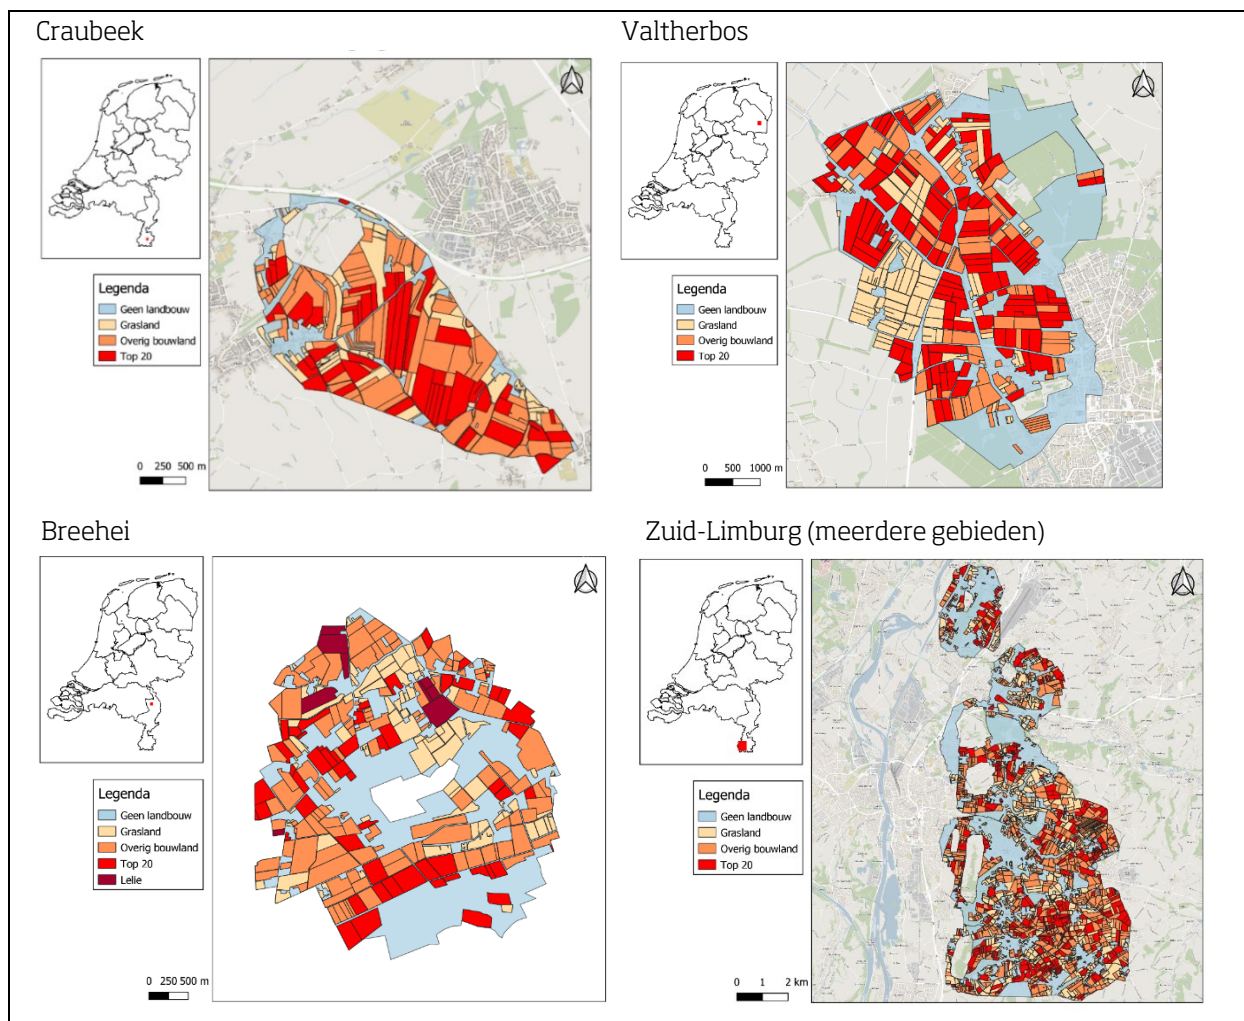 Craubeek
Legenda
Geen landbouw
Grasland
Overig bouwland
Top 20
0 250 500 m
Valtherbos
Legenda
Geen landbouw
Grasland
Overig bouwland
Top 20
0 500 1000 m
Breehei
Legenda
Geen landbouw
Grasland
Overig bouwland
Top 20
Lelie
0 250 500 m
Zuid-Limburg (meerdere gebieden)
Legenda
Geen landbouw
Grasland
Overig bouwland
Top 20
0 1 2 km